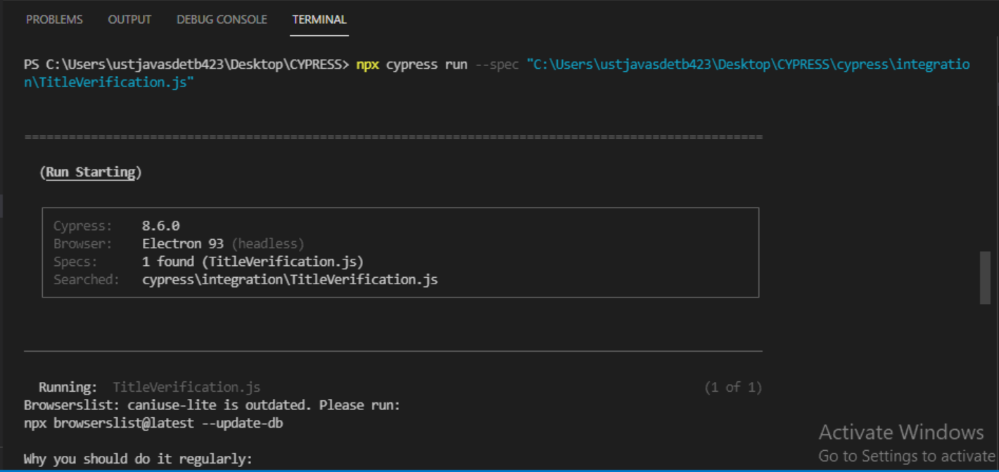 PROBLEMS OUTPUT DEBUG CONSOLE TERMINAL
PS C:\Users\ustjavasdetb423\Desktop\CYPRESS> npx cypress run --spec "C:\Users\ustjavasdetb423\Desktop\CYPRESS\cypress\integratio
n\TitleVerification.js"
====================================================================================================
(Run Starting)
Cypress: 8.6.0
Browser: Electron 93 (headless)
Specs: 1 found (TitleVerification.js)
Searched: cypress\integration\TitleVerification.js
Running: TitleVerification.js (1 of 1)
Browserslist: caniuse-lite is outdated. Please run:
npx browserslist@latest --update-db
Why you should do it regularly:
Activate Windows
Go to Settings to activate